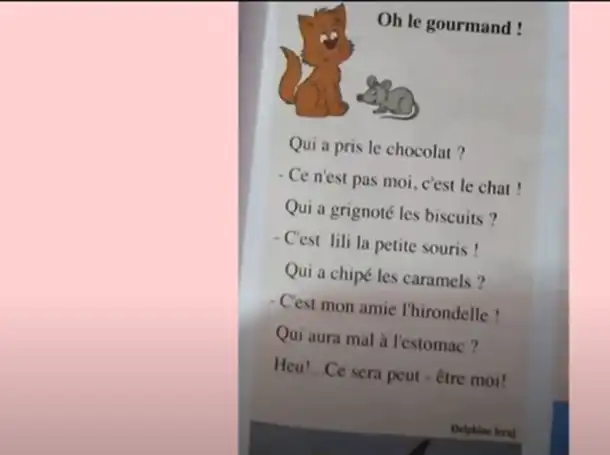 Oh le gourmand !
Qui a pris le chocolat ?
- Ce n'est pas moi, c'est le chat !
Qui a grignoté les biscuits ?
- C'est lili la petite souris !
Qui a chipé les caramels ?
- C'est mon amie l'hirondelle !
Qui aura mal à l'estomac ?
Heu!...Ce sera peut - être moi!
Delphine